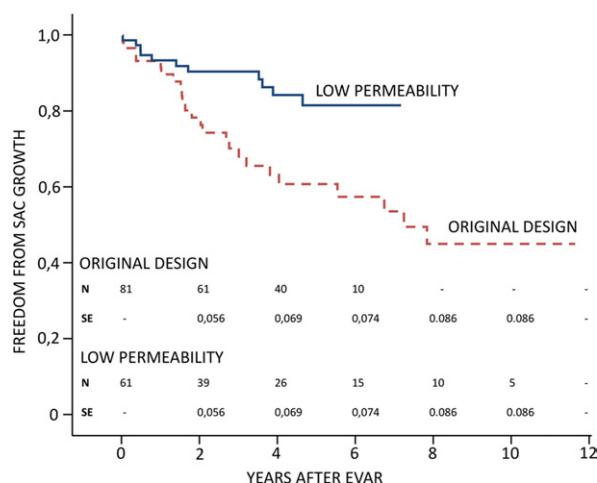 FREEDOM FROM SAC GROWTH
1,0
0,8
0,6
0,4
0,2
0
LOW PERMEABILITY
ORIGINAL DESIGN
ORIGINAL DESIGN
N 81 61 40 10 - - -
SE - 0,056 0,069 0,074 0.086 0.086 -
LOW PERMEABILITY
N 61 39 26 15 10 5 -
SE - 0,056 0,069 0,074 0.086 0.086 -
0 2 4 6 8 10 12
YEARS AFTER EVAR